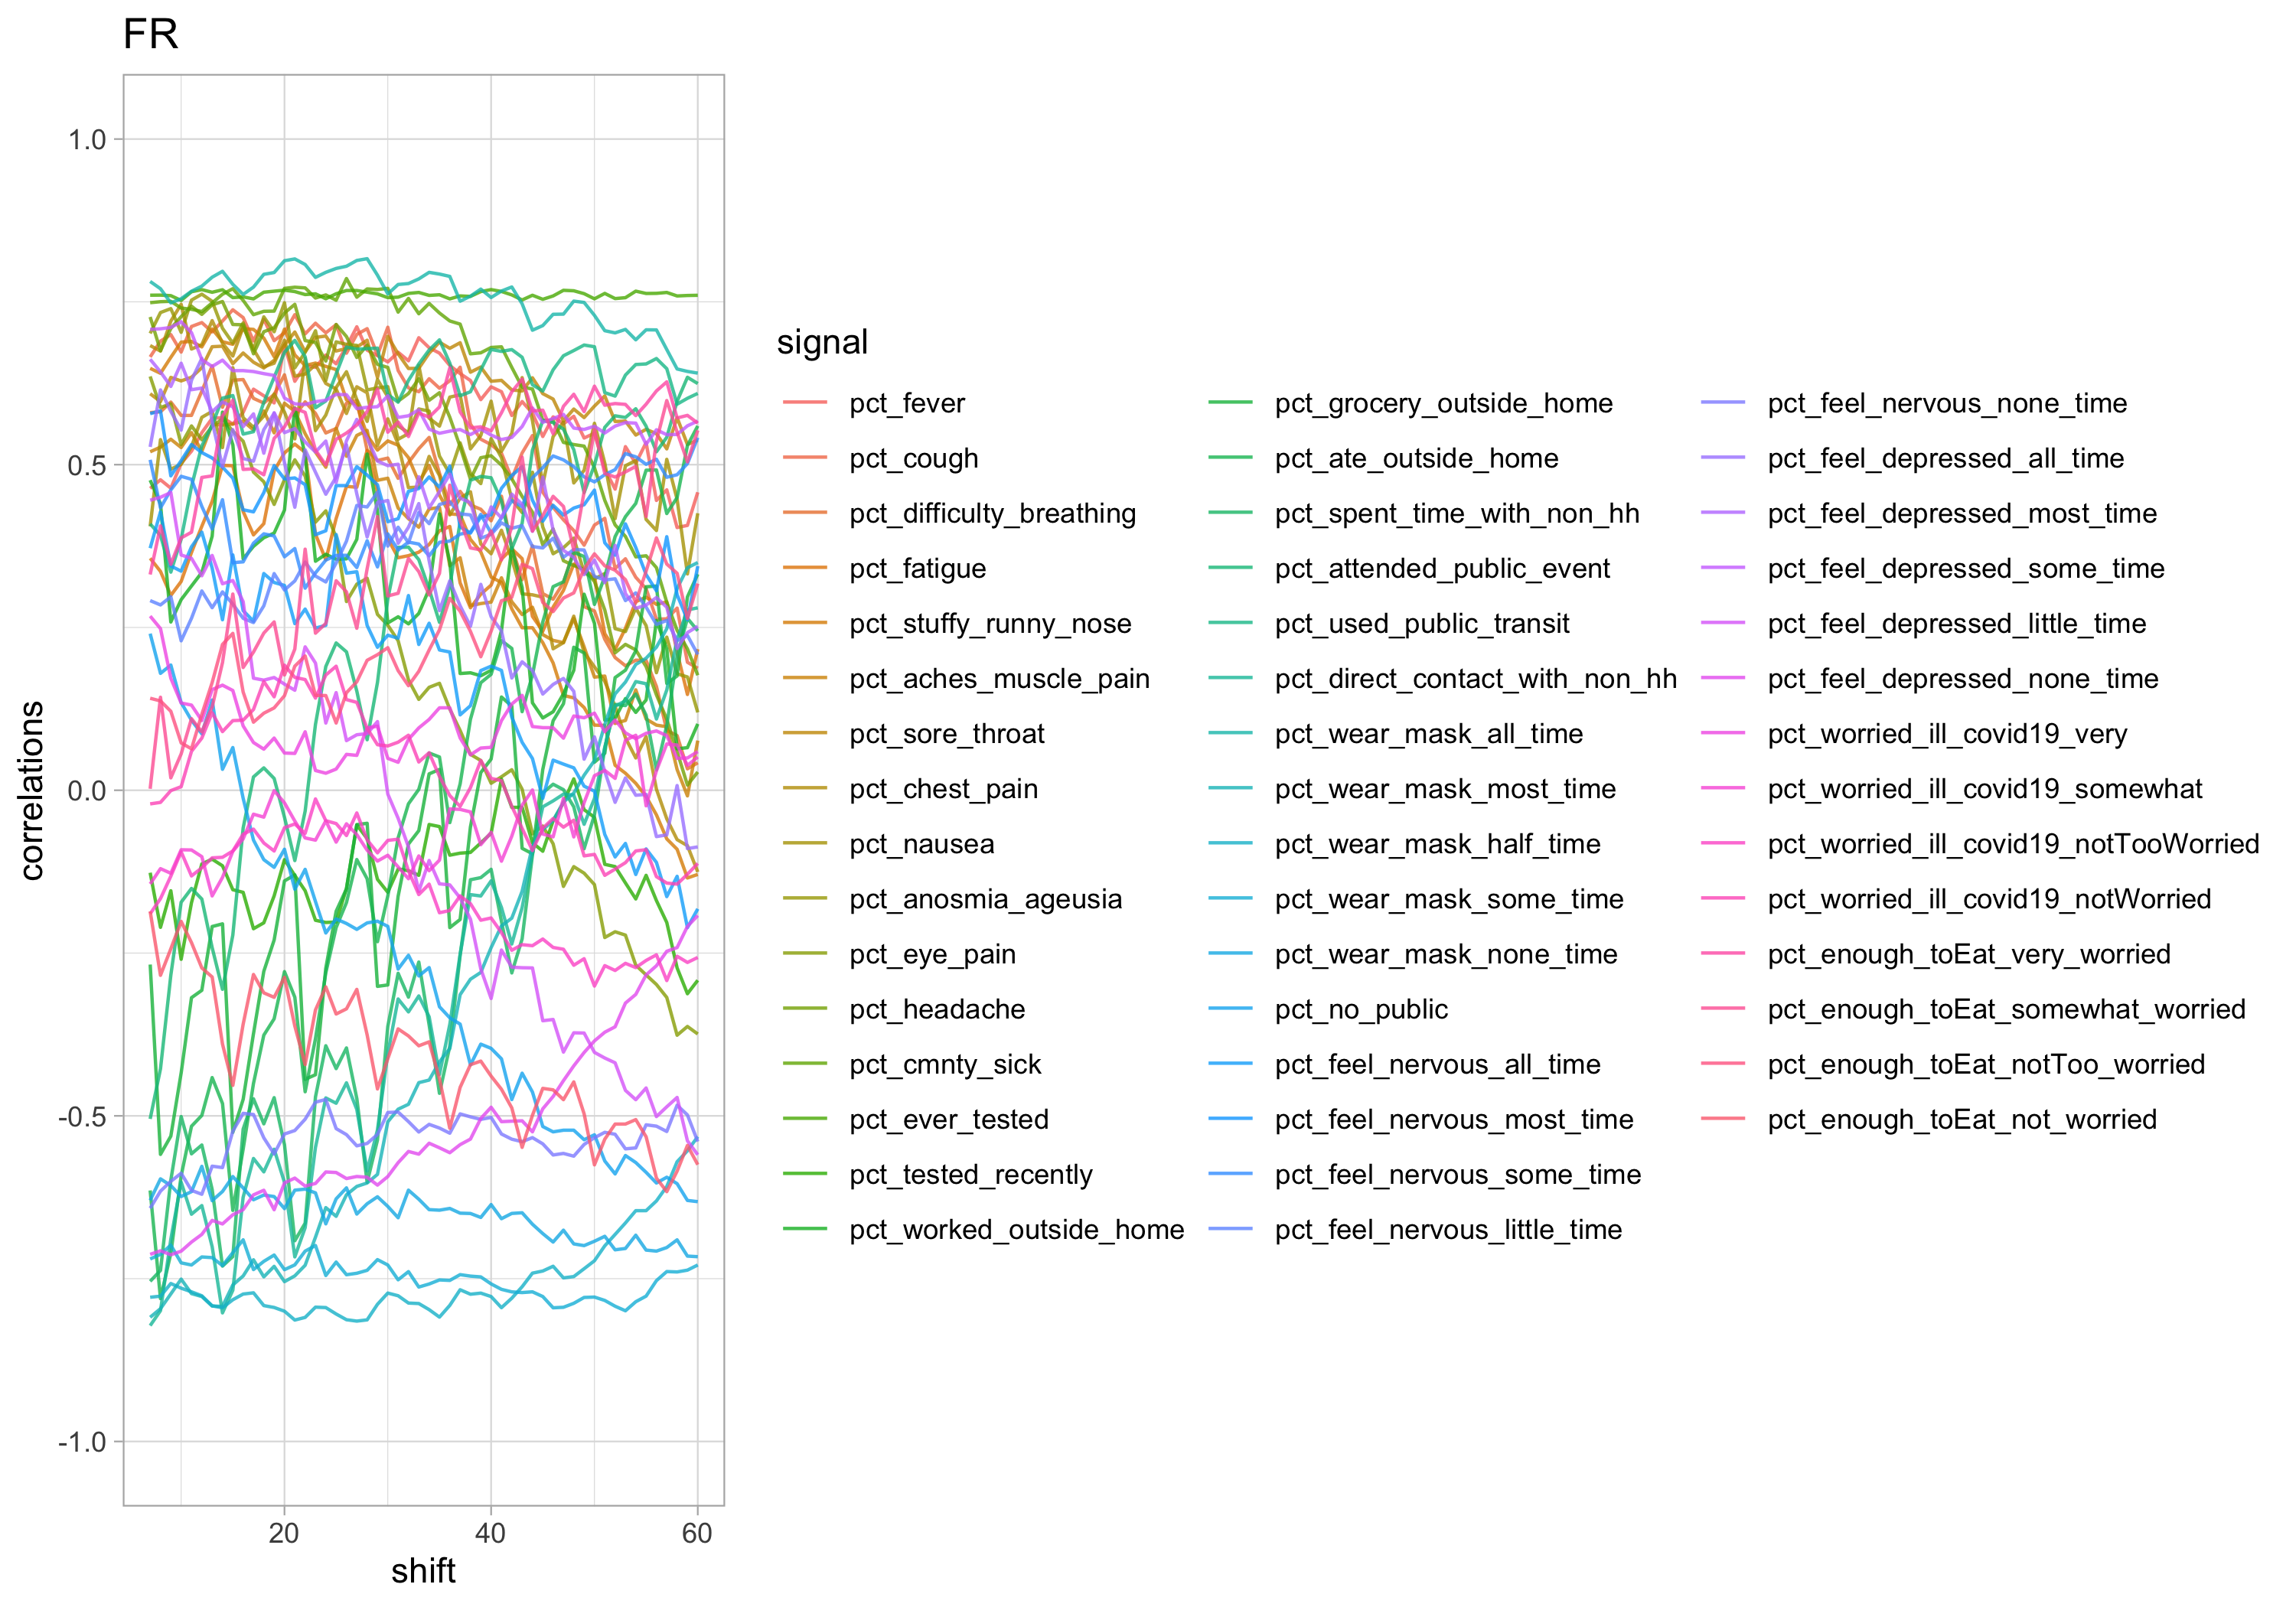 FR
1.0
0.5
0.0
-0.5
-1.0
correlations
20 40 60
shift
signal
pct_fever
pct_cough
pct_difficulty_breathing
pct_fatigue
pct_stuffy_runny_nose
pct_aches_muscle_pain
pct_sore_throat
pct_chest_pain
pct_nausea
pct_anosmia_ageusia
pct_eye_pain
pct_headache
pct_cmnty_sick
pct_ever_tested
pct_tested_recently
pct_worked_outside_home
pct_grocery_outside_home
pct_ate_outside_home
pct_spent_time_with_non_hh
pct_attended_public_event
pct_used_public_transit
pct_direct_contact_with_non_hh
pct_wear_mask_all_time
pct_wear_mask_most_time
pct_wear_mask_half_time
pct_wear_mask_some_time
pct_wear_mask_none_time
pct_no_public
pct_feel_nervous_all_time
pct_feel_nervous_most_time
pct_feel_nervous_some_time
pct_feel_nervous_little_time
pct_feel_nervous_none_time
pct_feel_depressed_all_time
pct_feel_depressed_most_time
pct_feel_depressed_some_time
pct_feel_depressed_little_time
pct_feel_depressed_none_time
pct_worried_ill_covid19_very
pct_worried_ill_covid19_somewhat
pct_worried_ill_covid19_notTooWorried
pct_worried_ill_covid19_notWorried
pct_enough_toEat_very_worried
pct_enough_toEat_somewhat_worried
pct_enough_toEat_notToo_worried
pct_enough_toEat_not_worried